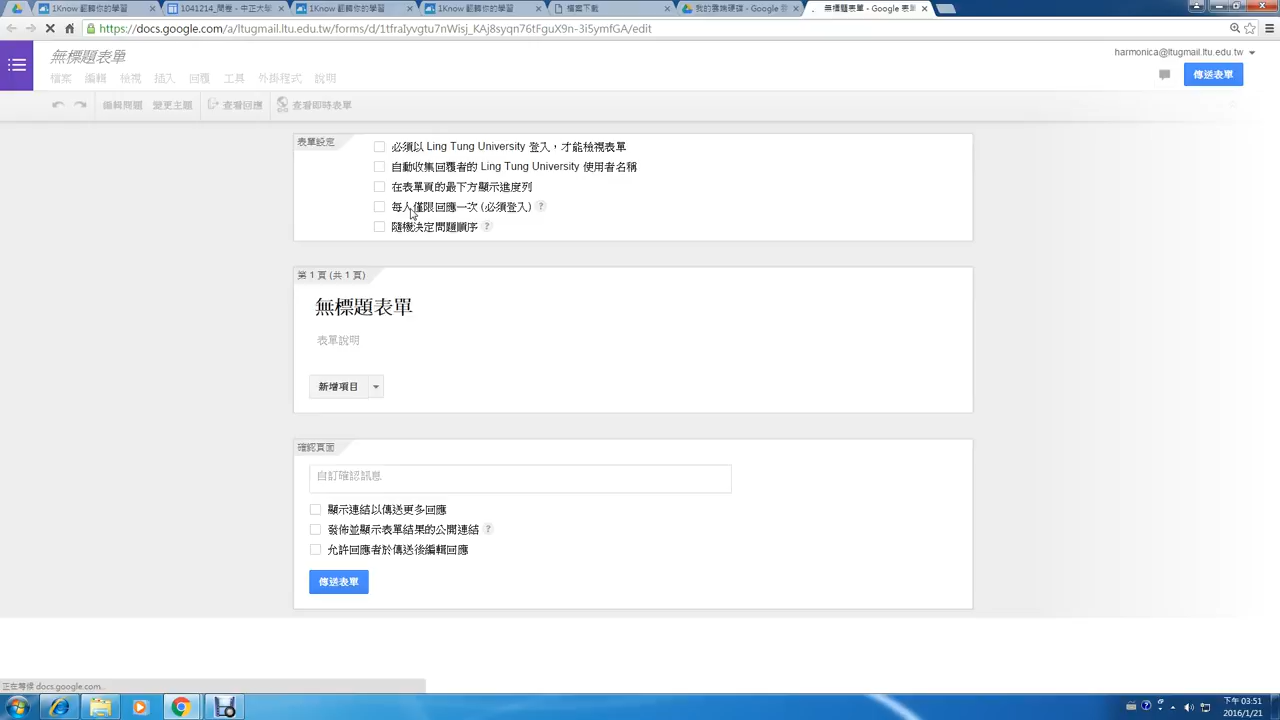 1Know 翻轉你的學習
1041214_問卷 - 中正大學
1Know 翻轉你的學習
1Know 翻轉你的學習
檔案下載
我的雲端硬碟 - Google
無標題表單 - Google 表單
https://docs.google.com/a/ltugmail.ltu.edu.tw/forms/d/1tfraIyvgtu7nWisj_KAj8syqn76tFguX9n-3I5ymfGA/edit
無標題表單
harmonica@ltugmail.ltu.edu.tw
檔案 編輯 檢視 插入 回覆 工具 外掛程式 說明
傳送表單
編輯問題 變更主題 查看回應 查看即時表單
表單設定
必須以 Ling Tung University 登入，才能檢視表單
自動收集回覆者的 Ling Tung University 使用者名稱
在表單頁的最下方顯示進度列
每人僅限回應一次 (必須登入) ?
隨機決定問題順序 ?
第 1 頁 (共 1 頁)
無標題表單
表單說明
新增項目
確認頁面
自訂確認訊息
顯示連結以傳送更多回應
發佈並顯示表單結果的公開連結 ?
允許回應者於傳送後編輯回應
傳送表單
正在等候 docs.google.com...
下午 03:51
2016/1/21